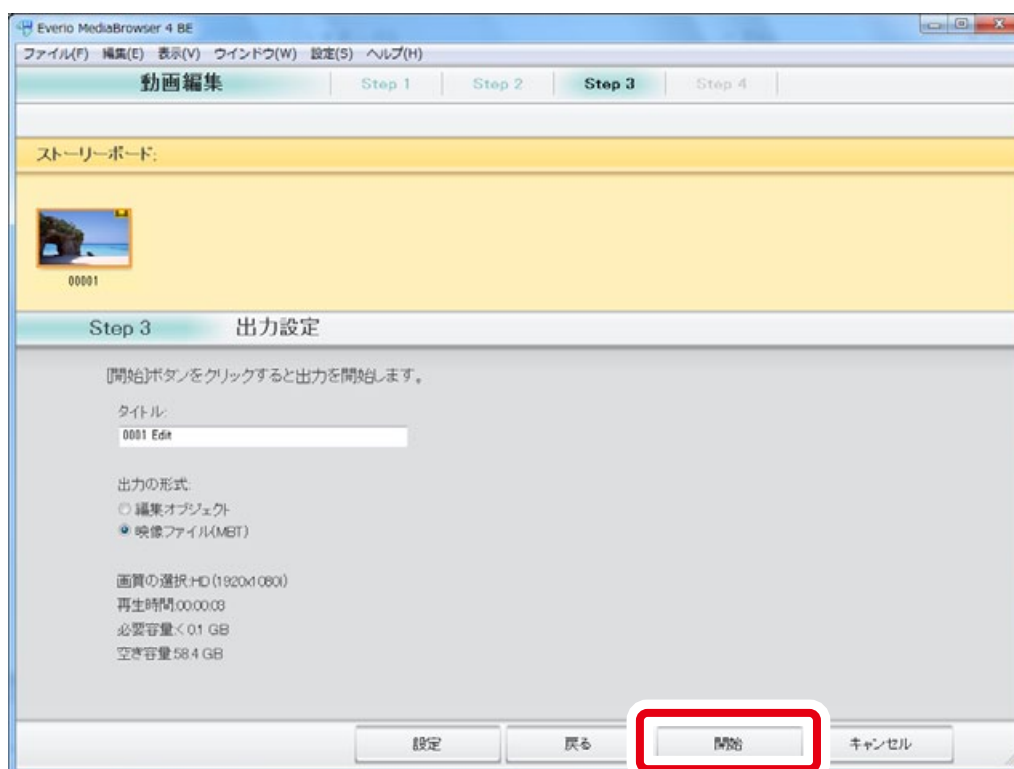 Everio MediaBrowser 4 BE
ファイル(F) 編集(E) 表示(V) ウインドウ(W) 設定(S) ヘルプ(H)
動画編集 Step 1 Step 2 Step 3 Step 4
ストーリーボード:
00001
Step 3 出力設定
[開始]ボタンをクリックすると出力を開始します。
タイトル:
0001 Edit
出力の形式:
編集オブジェクト
映像ファイル(MBT)
画質の選択:HD (1920x1080i)
再生時間:00:00:03
必要容量:< 0.1 GB
空き容量:58.4 GB
設定 戻る 開始 キャンセル